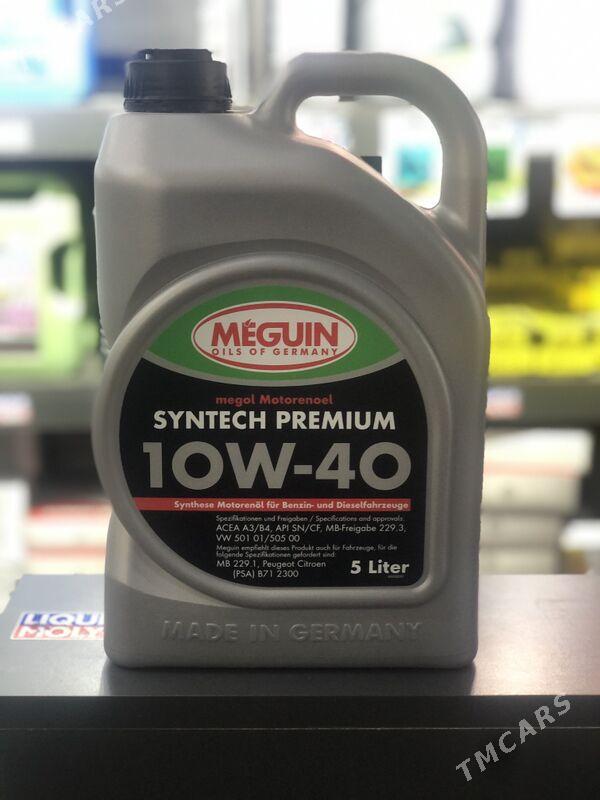 MÉGUIN
OILS OF GERMANY
megol Motorenoel
SYNTECH PREMIUM
10W-40
Synthese Motorenöl für Benzin- und Dieselfahrzeuge
Spezifikationen und Freigaben / Specifications and approvals:
ACEA A3/B4, API SN/CF, MB-Freigabe 229.3,
VW 501 01/505 00
Meguin empfiehlt dieses Produkt auch für Fahrzeuge, für die
folgende Spezifikationen gefordert sind:
MB 229.1, Peugeot Citroen
(PSA) B71 2300
5 Liter
MADE IN GERMANY
LIQUI
MOLY
TMCARS